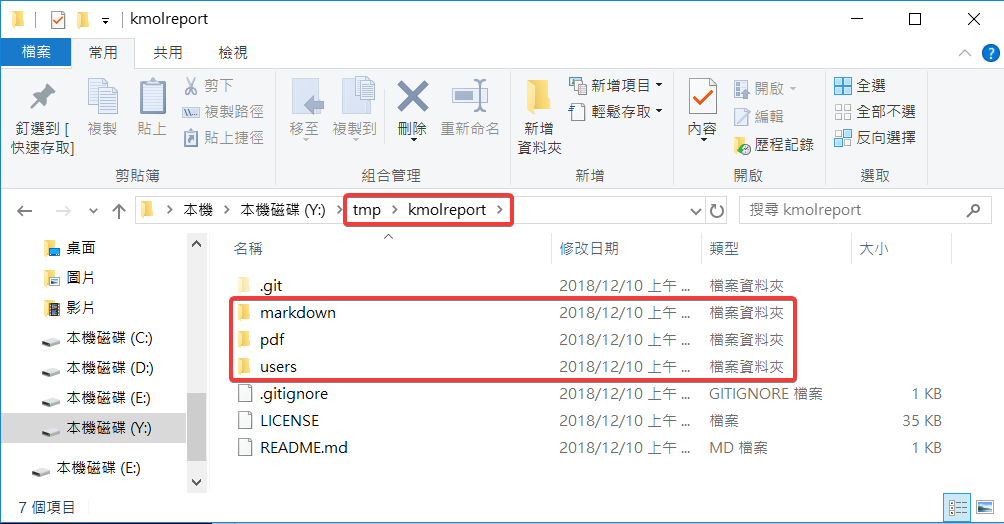 kmolreport
檔案 常用 共用 檢視
釘選到 [
快速存取]
複製
貼上
剪下
複製路徑
貼上捷徑
剪貼簿
移至
複製到
刪除
重新命名
組合管理
新增
資料夾
新增項目
輕鬆存取
新增
內容
開啟
編輯
歷程記錄
開啟
全選
全部不選
反向選擇
選取
本機 > 本機磁碟 (Y:) > tmp > kmolreport >
搜尋 kmolreport
桌面
圖片
影片
本機磁碟 (C:)
本機磁碟 (D:)
本機磁碟 (E:)
本機磁碟 (Y:)
本機磁碟 (E:)
名稱 修改日期 類型 大小
.git 2018/12/10 上午 ... 檔案資料夾
markdown 2018/12/10 上午 ... 檔案資料夾
pdf 2018/12/10 上午 ... 檔案資料夾
users 2018/12/10 上午 ... 檔案資料夾
.gitignore 2018/12/10 上午 ... GITIGNORE 檔案 1 KB
LICENSE 2018/12/10 上午 ... 檔案 35 KB
README.md 2018/12/10 上午 ... MD 檔案 1 KB
7 個項目